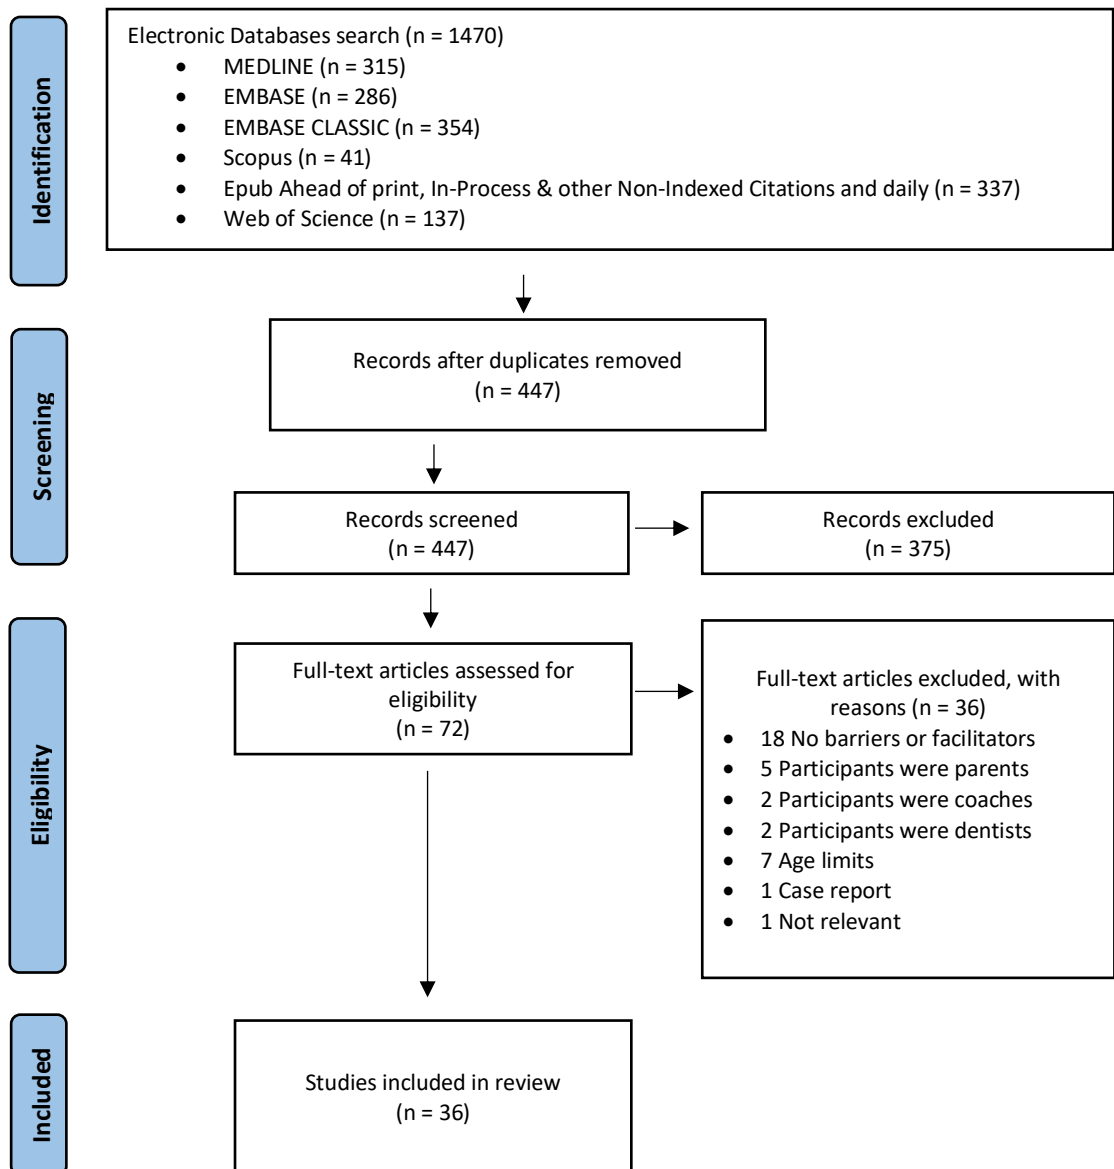 Identification
Electronic Databases search (n = 1470)
• MEDLINE (n = 315)
• EMBASE (n = 286)
• EMBASE CLASSIC (n = 354)
• Scopus (n = 41)
• Epub Ahead of print, In-Process & other Non-Indexed Citations and daily (n = 337)
• Web of Science (n = 137)
Screening
Records after duplicates removed
(n = 447)
Records screened
(n = 447)
Records excluded
(n = 375)
Eligibility
Full-text articles assessed for
eligibility
(n = 72)
Full-text articles excluded, with
reasons (n = 36)
• 18 No barriers or facilitators
• 5 Participants were parents
• 2 Participants were coaches
• 2 Participants were dentists
• 7 Age limits
• 1 Case report
• 1 Not relevant
Included
Studies included in review
(n = 36)